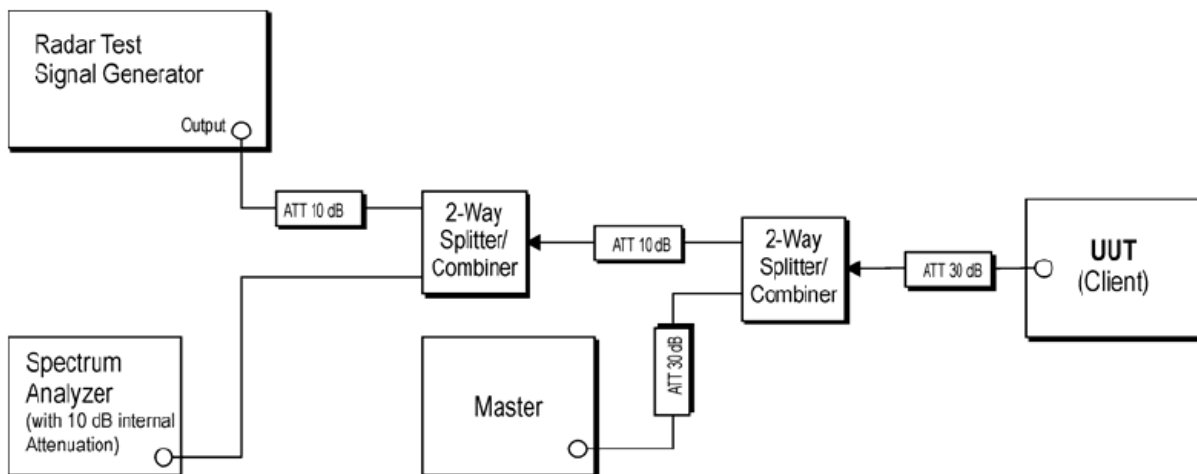 Radar Test
Signal Generator
Output
ATT 10 dB
2-Way
Splitter/
Combiner
ATT 10 dB
2-Way
Splitter/
Combiner
ATT 30 dB
UUT
(Client)
Spectrum
Analyzer
(with 10 dB internal
Attenuation)
Master
ATT 30 dB